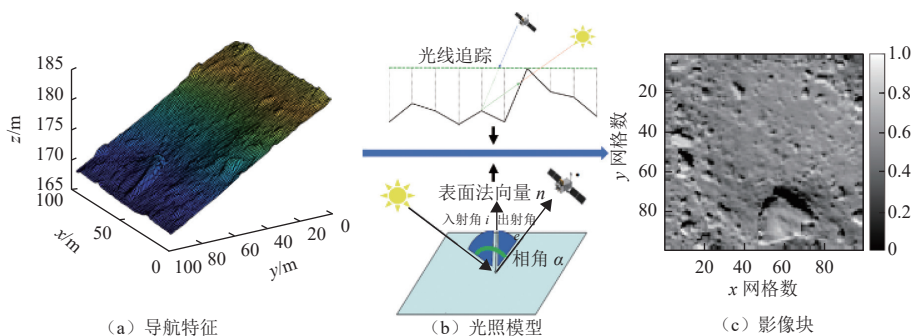 185
180
175
170
165
z/m
100
50
0
x/m
100 80 60 40 20 0
y/m
(a) 导航特征
光线追踪
表面法向量 n
入射角 i 出射角
e
相角 α
(b) 光照模型
20
40
60
80
y 网格数
20 40 60 80
x 网格数
1.0
0.8
0.6
0.4
0.2
0
(c) 影像块